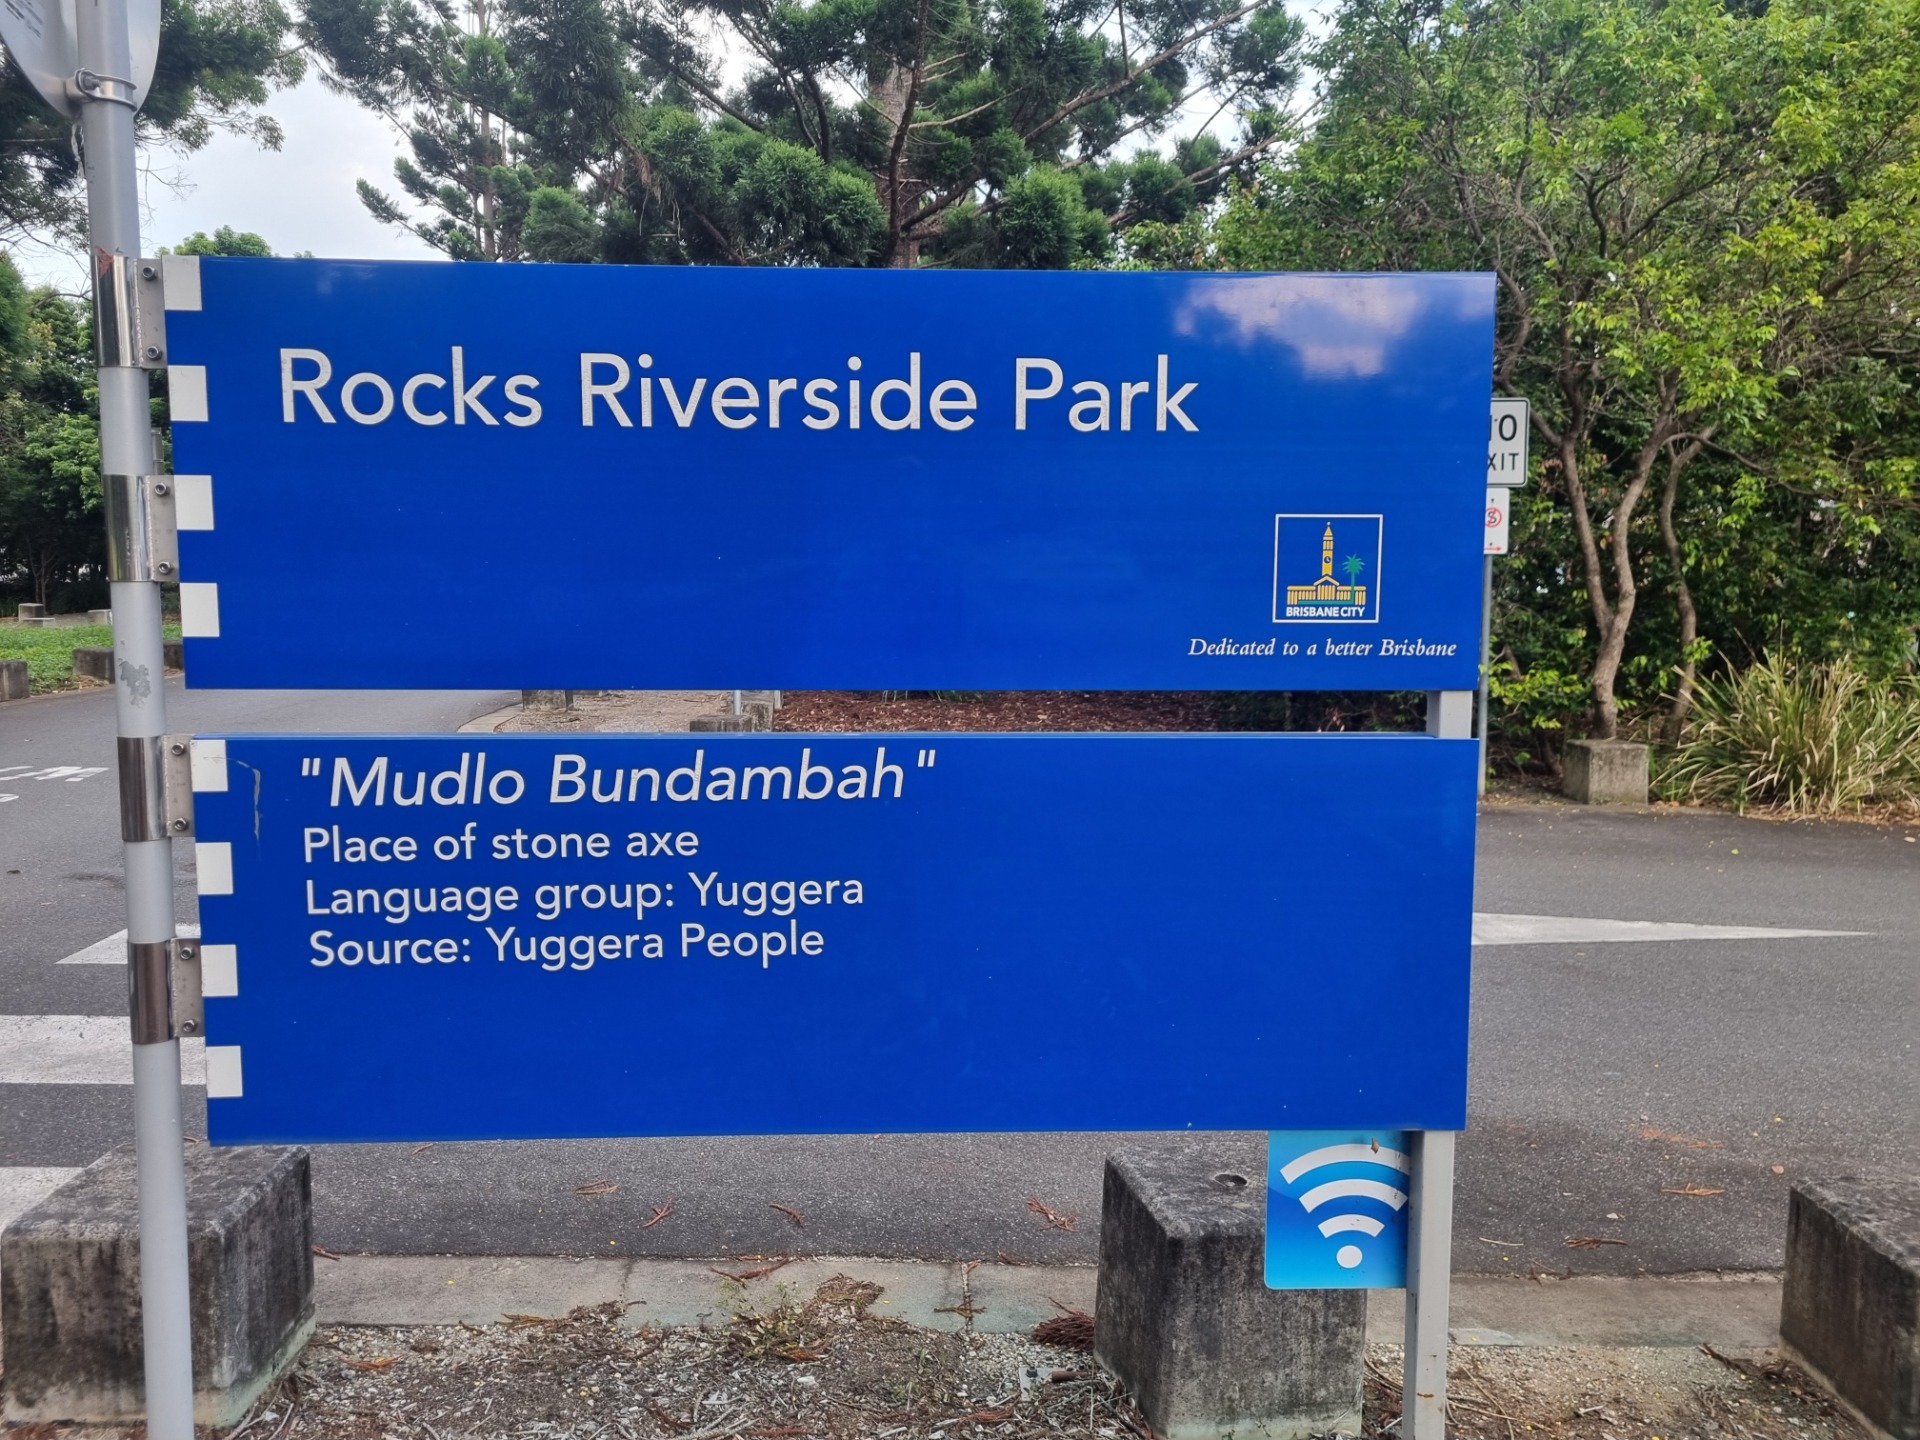 Rocks Riverside Park
BRISBANE CITY
Dedicated to a better Brisbane
"Mudlo Bundambah"
Place of stone axe
Language group: Yuggera
Source: Yuggera People